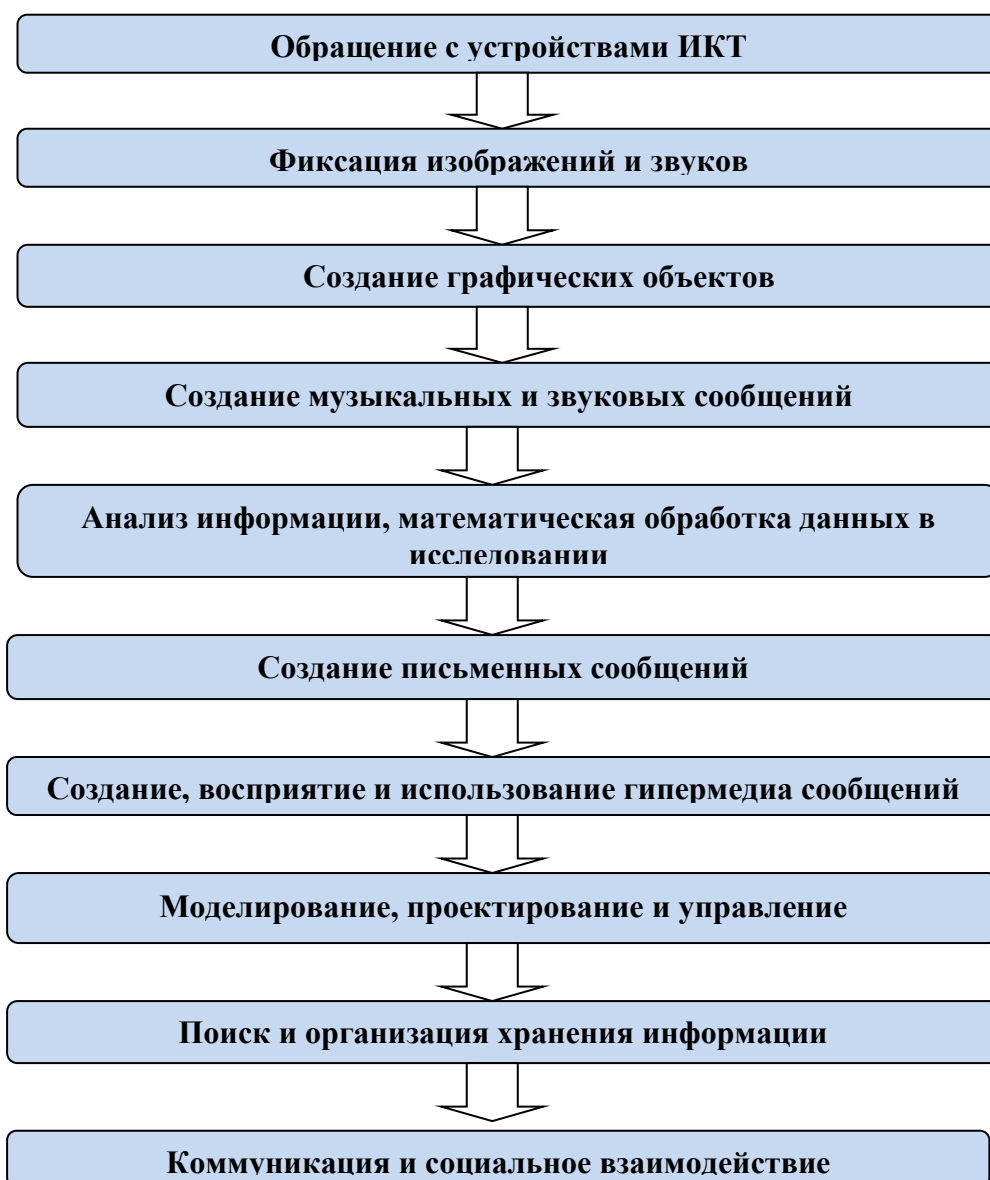 Обращение с устройствами ИКТ
Фиксация изображений и звуков
Создание графических объектов
Создание музыкальных и звуковых сообщений
Анализ информации, математическая обработка данных в
исследовании
Создание письменных сообщений
Создание, восприятие и использование гипермедиа сообщений
Моделирование, проектирование и управление
Поиск и организация хранения информации
Коммуникация и социальное взаимодействие